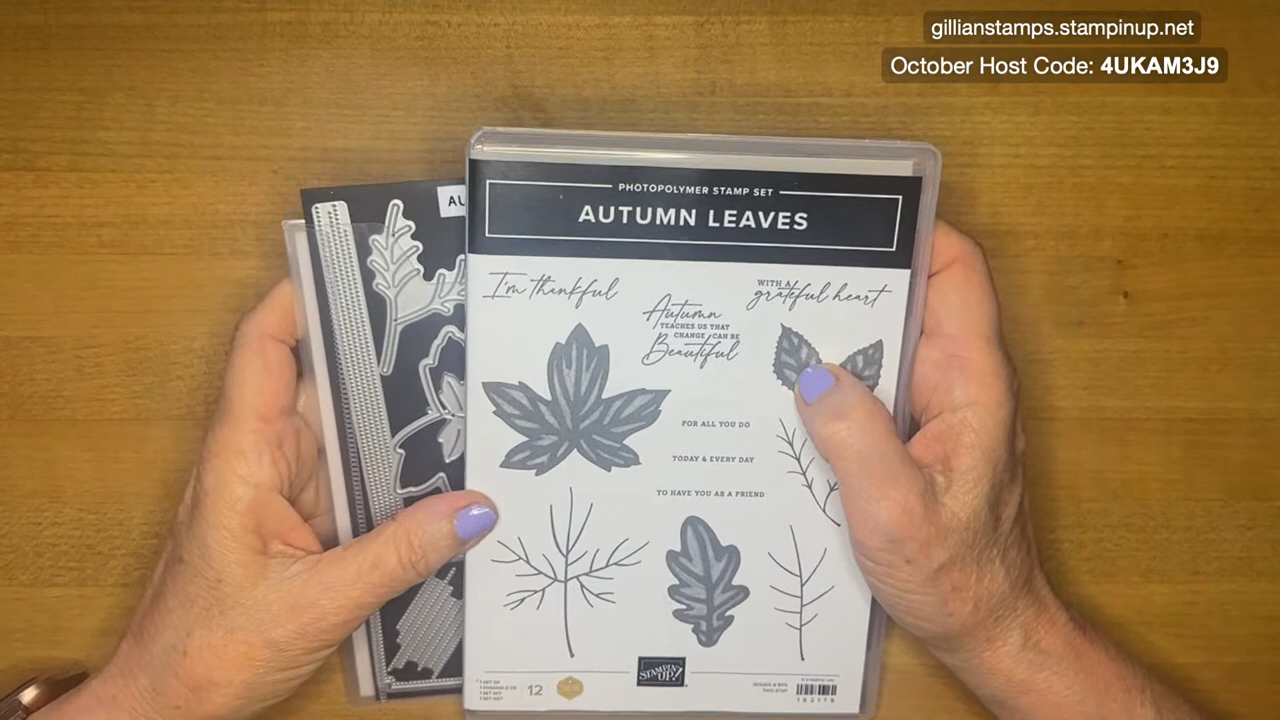 gillianstamps.stampinup.net
October Host Code: 4UKAM3J9
PHOTOPOLYMER STAMP SET
AUTUMN LEAVES
AU
I'm thankful
WITH A
grateful heart
Autumn
TEACHES US THAT
CHANGE CAN BE
Beautiful
FOR ALL YOU DO
TODAY & EVERY DAY
TO HAVE YOU AS A FRIEND
STAMPIN' UP!
12
162179